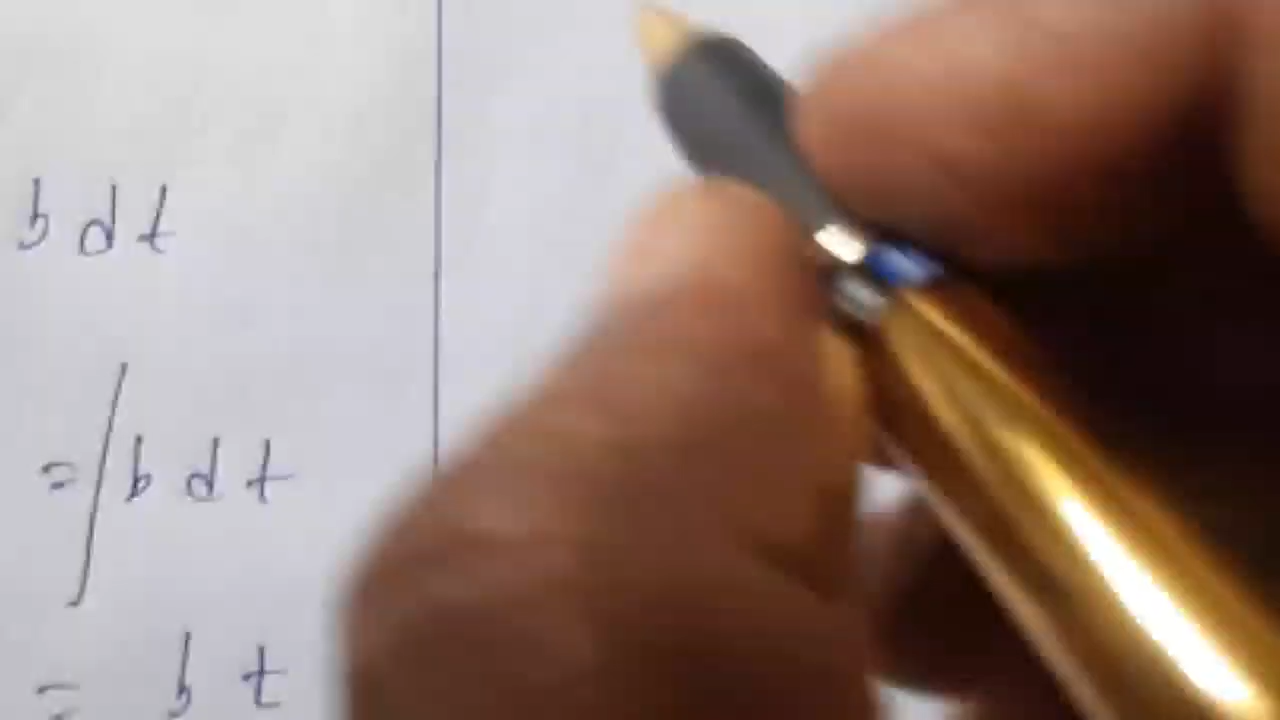 b dt
= ∫ b dt
= b t